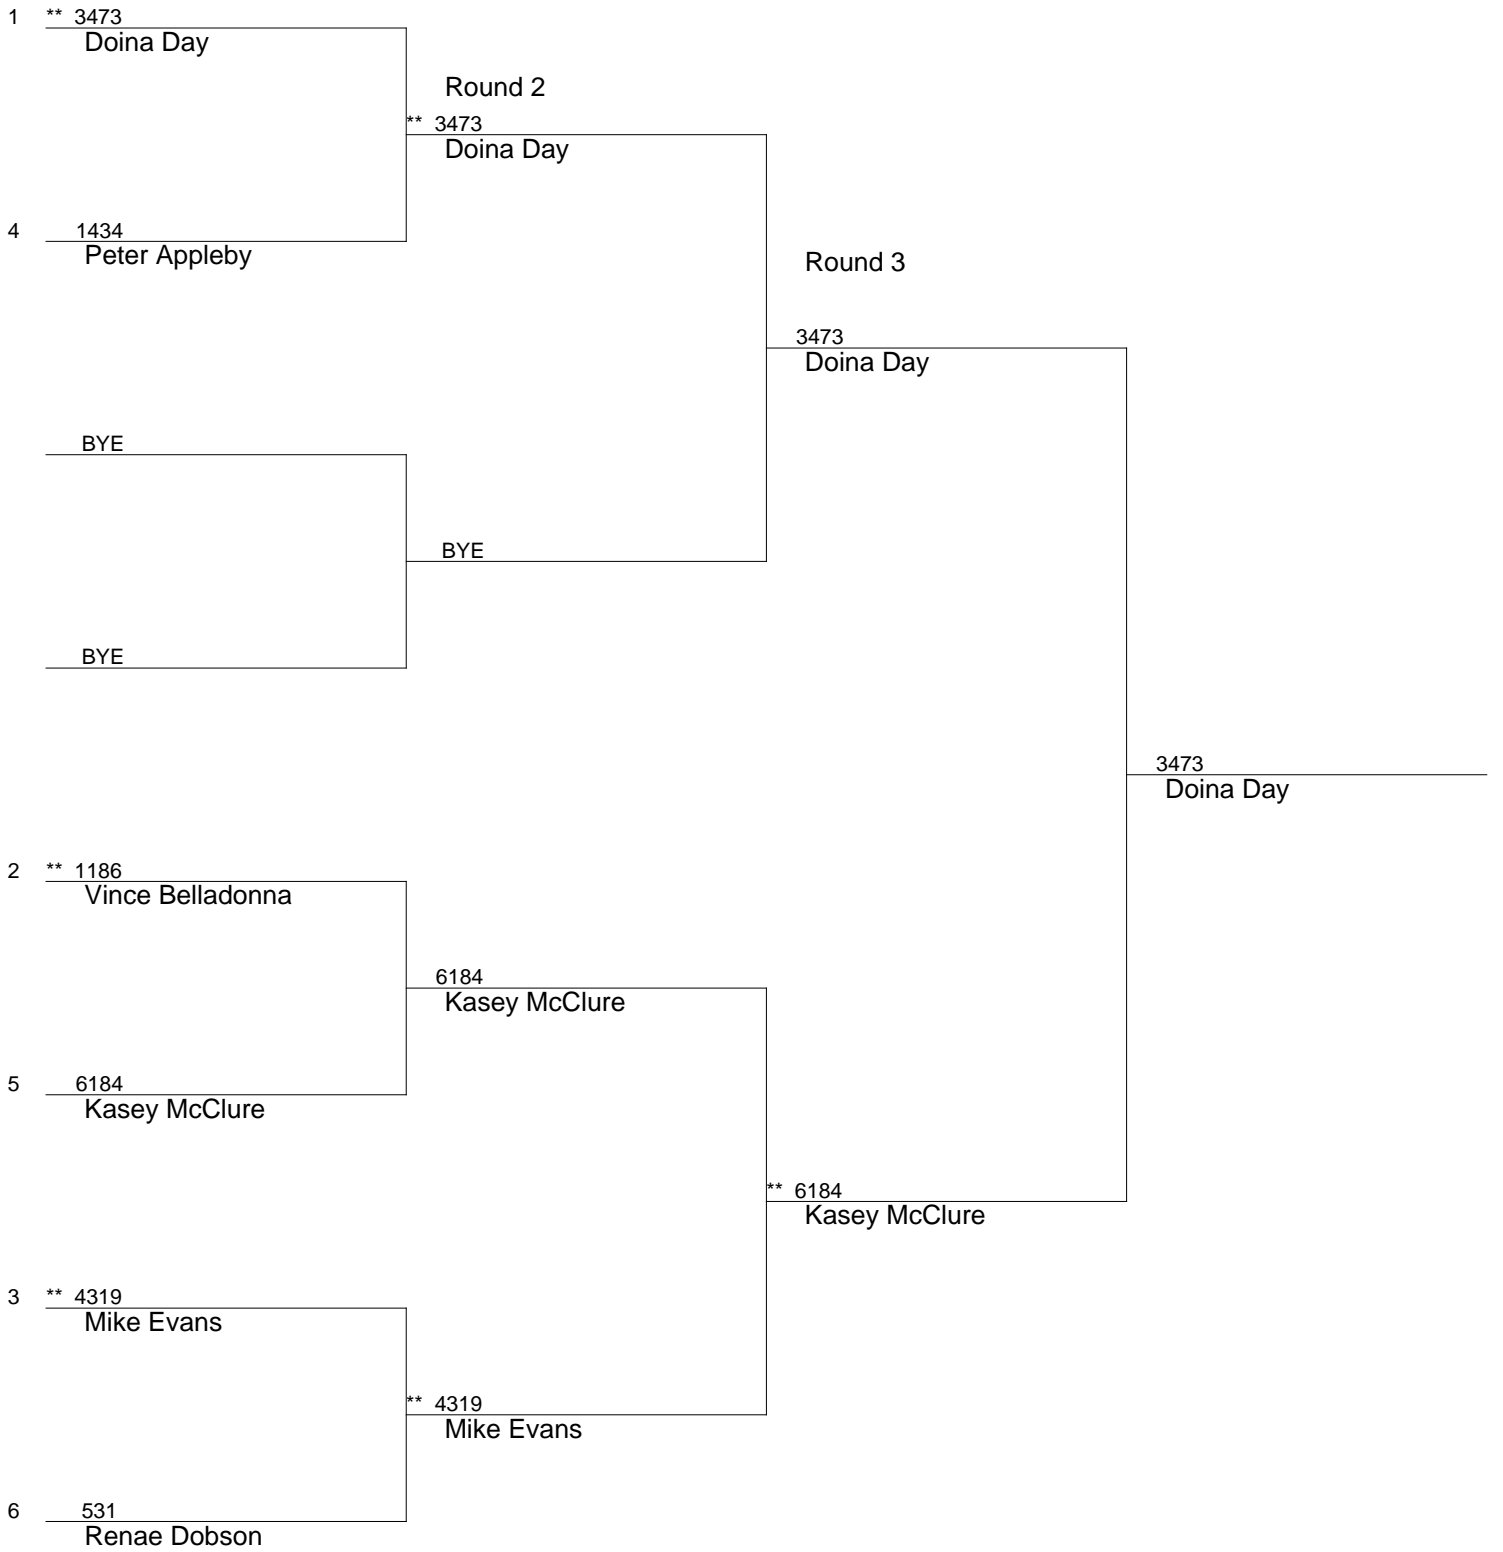 1 ** 3473
Doina Day
Round 2
** 3473
Doina Day
4 1434
Peter Appleby
Round 3
3473
Doina Day
BYE
BYE
BYE
3473
Doina Day
2 ** 1186
Vince Belladonna
6184
Kasey McClure
5 6184
Kasey McClure
** 6184
Kasey McClure
3 ** 4319
Mike Evans
** 4319
Mike Evans
6 531
Renae Dobson